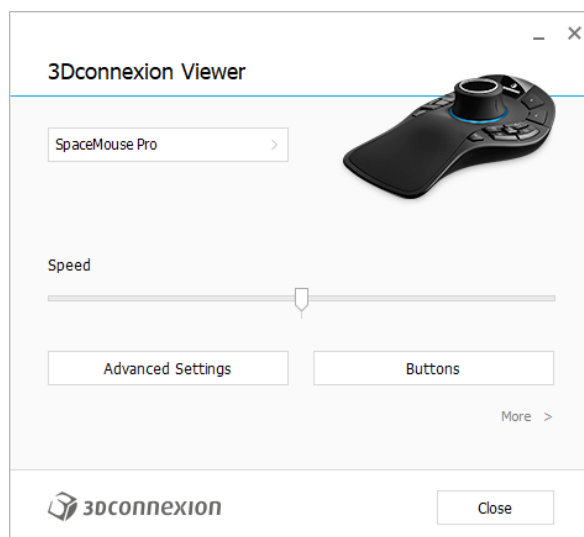 3Dconnexion Viewer
SpaceMouse Pro
Speed
Advanced Settings
Buttons
More >
3Dconnexion
Close